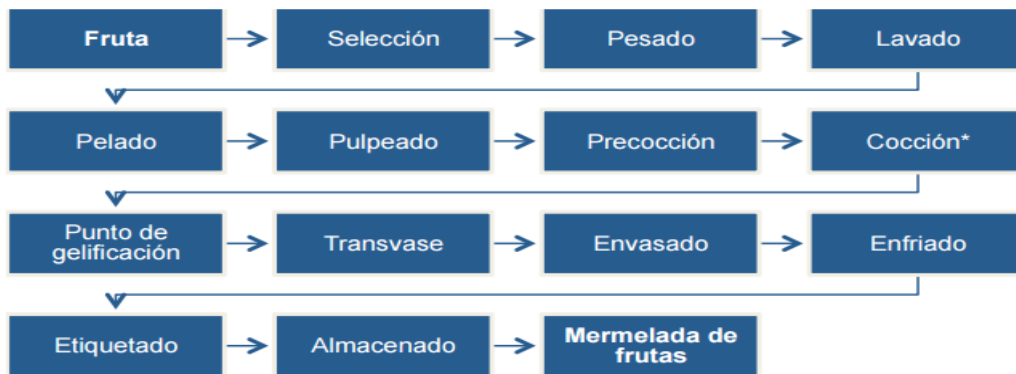 Fruta
Selección
Pesado
Lavado
Pelado
Pulpeado
Precocción
Cocción*
Punto de
gelificación
Transvase
Envasado
Enfriado
Etiquetado
Almacenado
Mermelada de
frutas